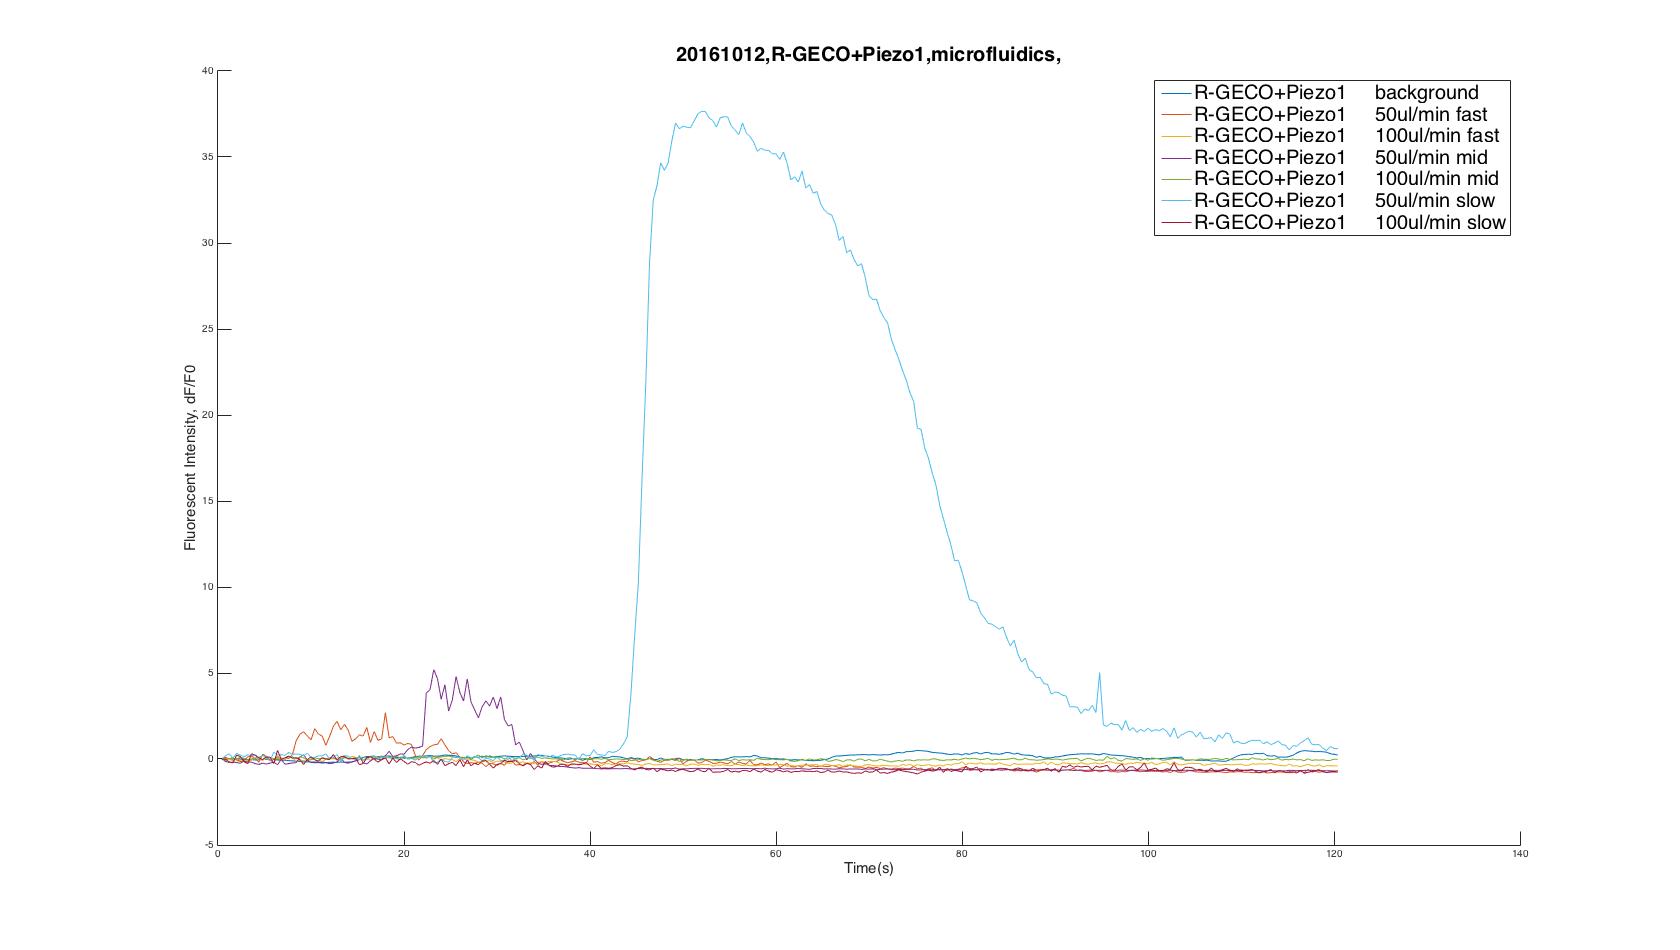 20161012,R-GECO+Piezo1,microfluidics,
40
35
30
25
20
15
10
5
0
-5
Fluorescent Intensity, dF/F0
R-GECO+Piezo1 background
R-GECO+Piezo1 50ul/min fast
R-GECO+Piezo1 100ul/min fast
R-GECO+Piezo1 50ul/min mid
R-GECO+Piezo1 100ul/min mid
R-GECO+Piezo1 50ul/min slow
R-GECO+Piezo1 100ul/min slow
0 20 40 60 80 100 120 140
Time(s)